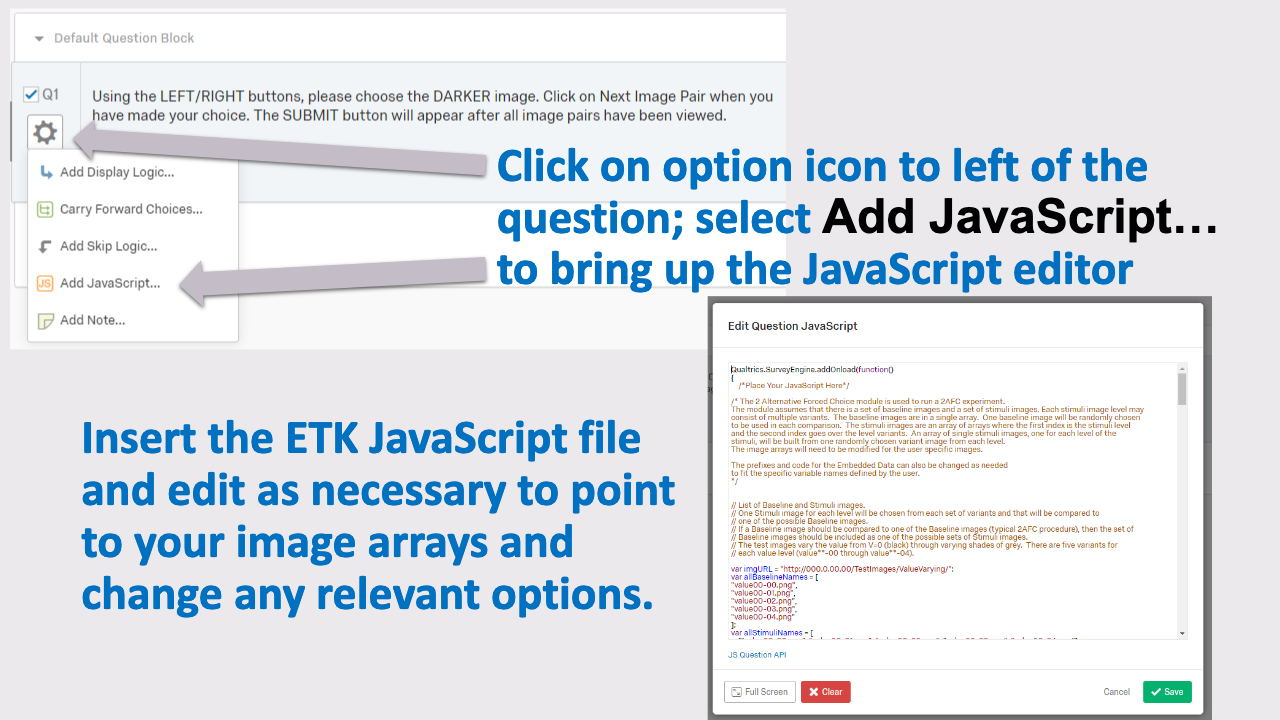 Default Question Block
Q1
Using the LEFT/RIGHT buttons, please choose the DARKER image. Click on Next Image Pair when you
have made your choice. The SUBMIT button will appear after all image pairs have been viewed.
Add Display Logic...
Carry Forward Choices...
Add Skip Logic...
JS Add JavaScript...
Add Note...
Click on option icon to left of the
question; select Add JavaScript...
to bring up the JavaScript editor
Insert the ETK JavaScript file
and edit as necessary to point
to your image arrays and
change any relevant options.
Edit Question JavaScript
Qualtrics.SurveyEngine.addOnload(function()
{
/*Place Your JavaScript Here*/
/* The 2 Alternative Forced Choice module is used to run a 2AFC experiment.
The module assumes that there is a set of baseline images and a set of stimuli images. Each stimuli image level may
consist of multiple variants. The baseline images are in a single array. One baseline image will be randomly chosen
to be used in each comparison. The stimuli images are an array of arrays where the first index is the stimuli level
and the second index goes over the level variants. An array of single stimuli images, one for each level of the
stimuli, will be built from one randomly chosen variant image from each level.
The image arrays will need to be modified for the user specific images.
The prefixes and code for the Embedded Data can also be changed as needed
to fit the specific variable names defined by the user.
*/
// List of Baseline and Stimuli images.
// One Stimuli image for each level will be chosen from each set of variants and that will be compared to
// one of the possible Baseline images.
// If a Baseline image should be compared to one of the Baseline images (typical 2AFC procedure), then the set of
// Baseline images should be included as one of the possible sets of Stimuli images.
// The test images vary the value from V=0 (black) through varying shades of grey. There are five variants for
// each value level (value**-00 through value**-04).
var imgURL = "http://000.0.00.00/TestImages/ValueVarying/";
var allBaselineNames = [
"value00-00.png",
"value00-01.png",
"value00-02.png",
"value00-03.png",
"value00-04.png"
];
var allStimuliNames = [
JS Question API
Full Screen
Clear
Cancel
Save